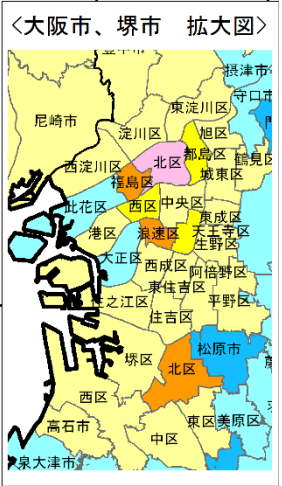 <大阪市、堺市 拡大図>
摂津市
守口市
東淀川区
尼崎市
淀川区
旭区
西淀川区
北区
都島区
鶴見区
城東区
福島区
此花区
西区
中央区
東成区
港区
浪速区
天王寺区
生野区
大正区
西成区
阿倍野区
東住吉区
平野区
住之江区
住吉区
松原市
堺区
北区
西区
高石市
東区
美原区
中区
泉大津市